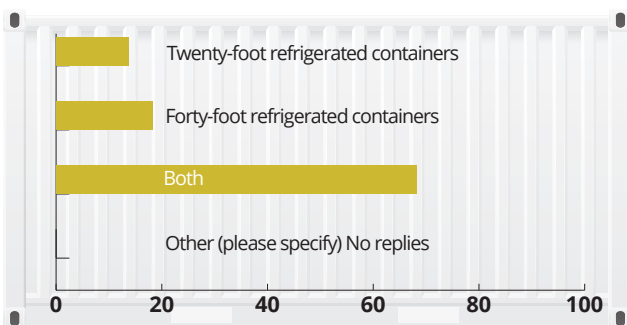 Twenty-foot refrigerated containers
Forty-foot refrigerated containers
Both
Other (please specify) No replies
0 20 40 60 80 100